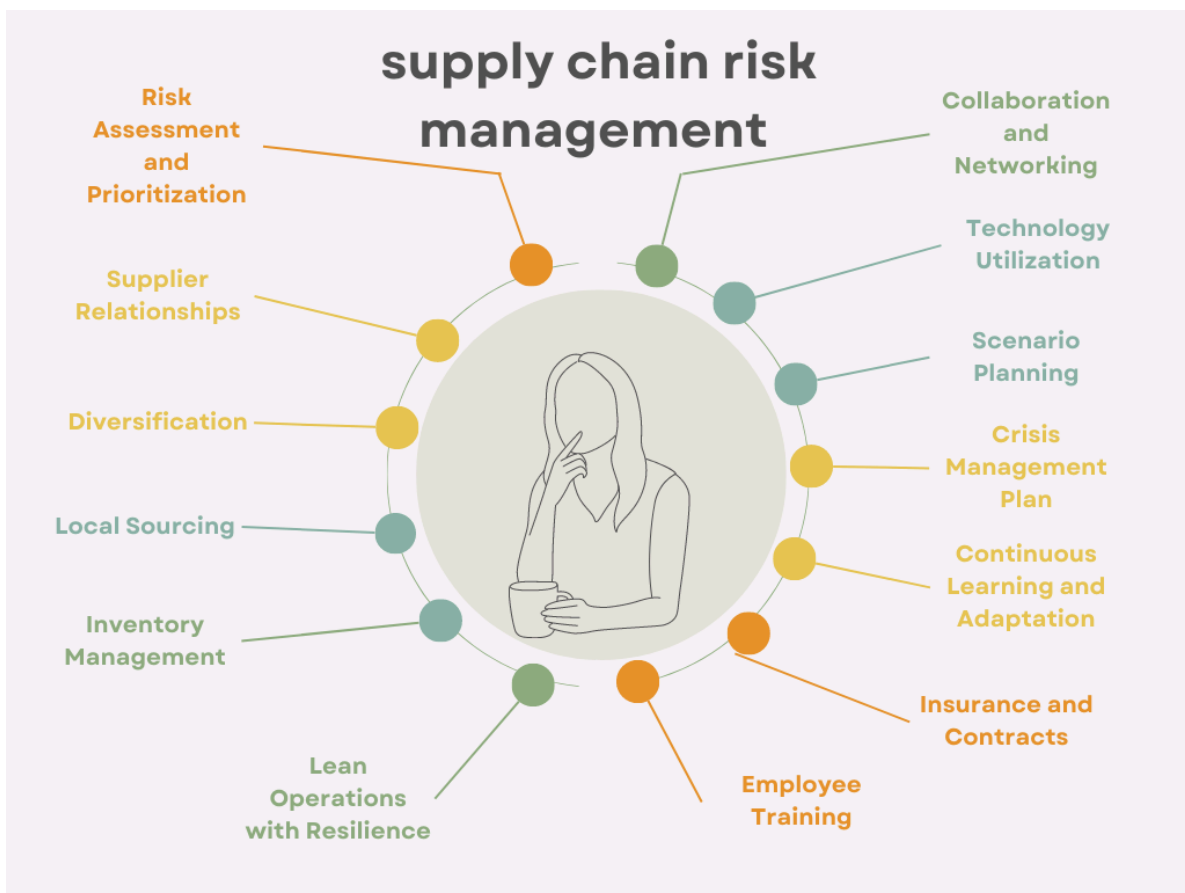 supply chain risk
management
Risk
Assessment
and
Prioritization
Supplier
Relationships
Diversification
Local Sourcing
Inventory
Management
Lean
Operations
with Resilience
Collaboration
and
Networking
Technology
Utilization
Scenario
Planning
Crisis
Management
Plan
Continuous
Learning and
Adaptation
Insurance and
Contracts
Employee
Training